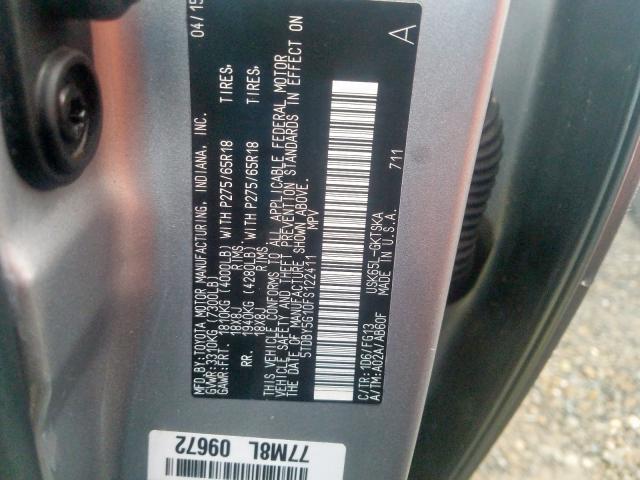 MFD.BY:TOYOTA MOTOR MANUFACTURING, INDIANA, INC. 04/15
GVWR:3310KG (7300LB)
GAWR:FRT. 1810KG (4000LB) WITH P275/65R18 TIRES,
18X8J RIMS,
RR. 1940KG (4280LB) WITH P275/65R18 TIRES,
18X8J RIMS,
THIS VEHICLE CONFORMS TO ALL APPLICABLE FEDERAL MOTOR
VEHICLE SAFETY AND THEFT PREVENTION STANDARDS IN EFFECT ON
THE DATE OF MANUFACTURE SHOWN ABOVE.
5TDBY5G10FS122411 MPV
A
711
C/TR:1D6/FG13 USK65L-GKTSKA
A/TM:A02A/AB60F MADE IN U.S.A.
77M8L
09672